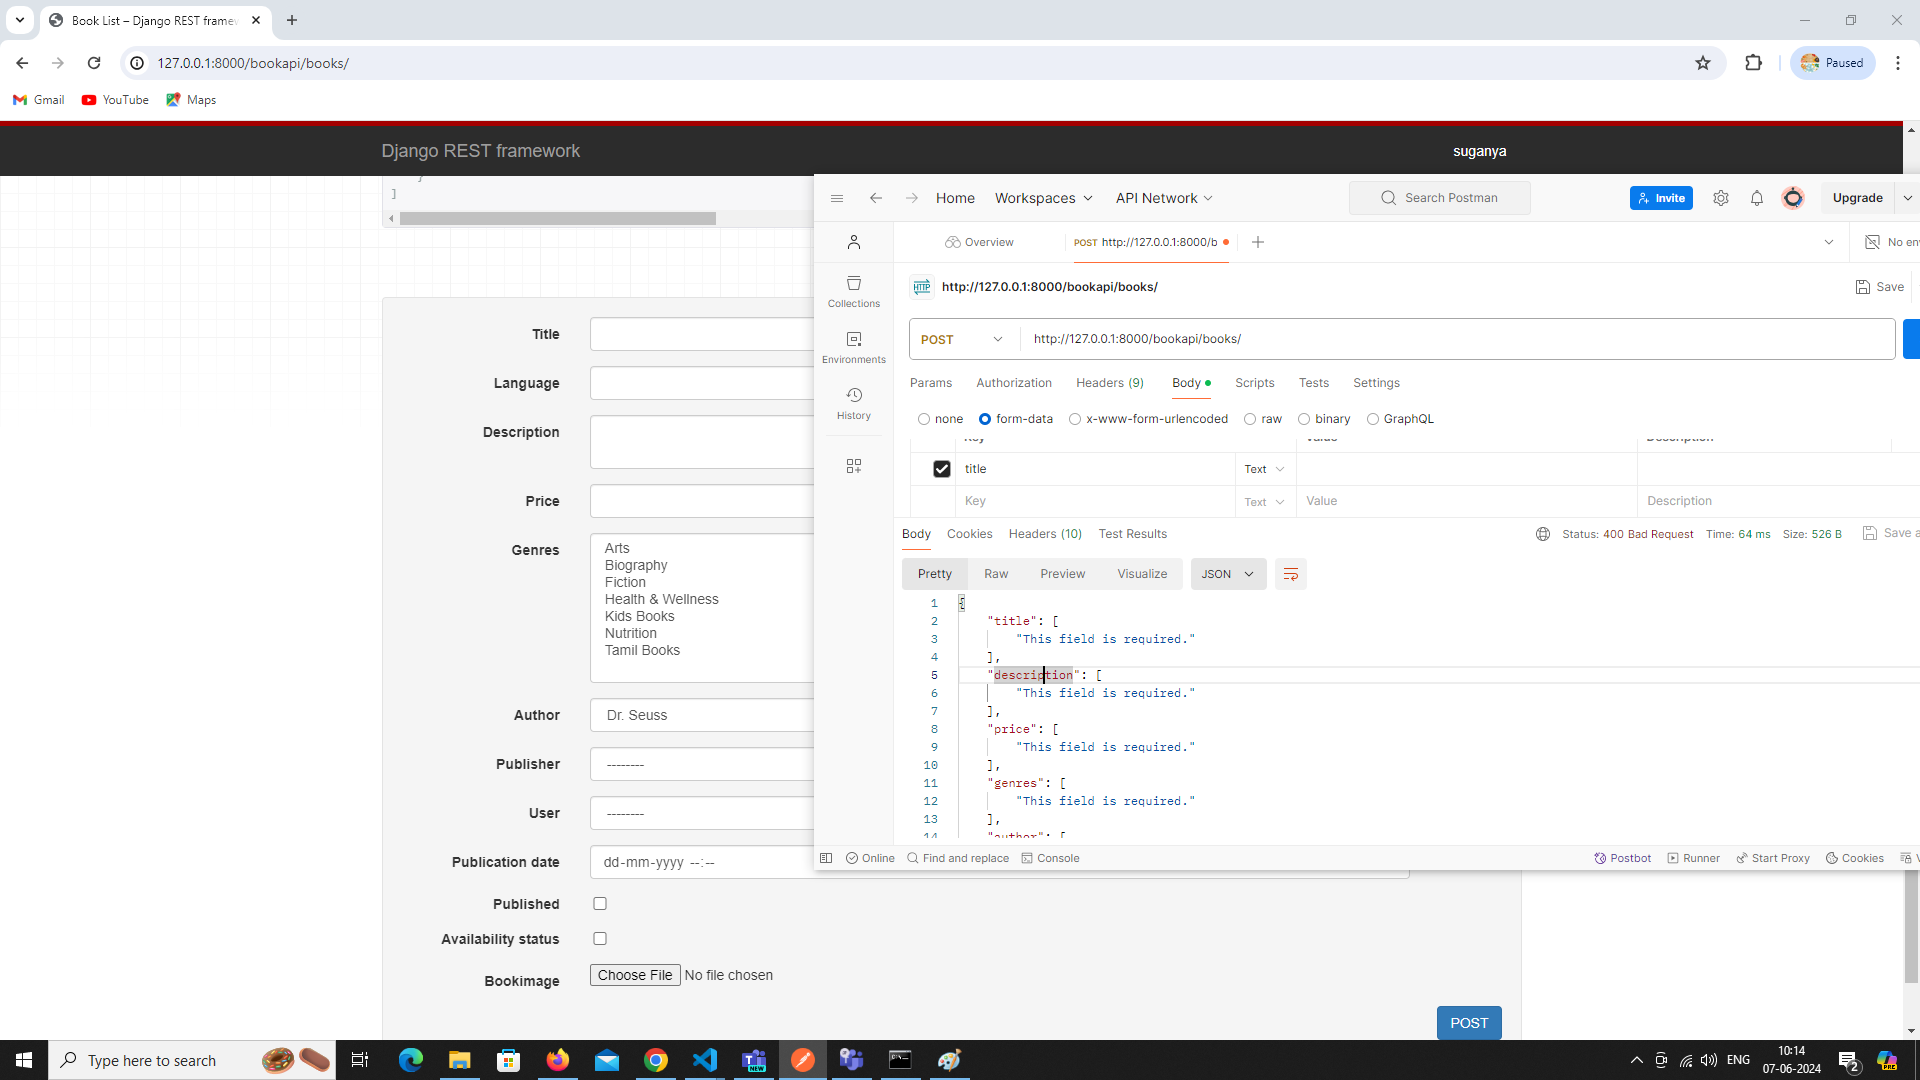 Book List – Django REST framew
127.0.0.1:8000/bookapi/books/
Paused
Gmail
YouTube
Maps
Django REST framework
suganya
]
Title
Language
Description
Price
Genres
Arts
Biography
Fiction
Health & Wellness
Kids Books
Nutrition
Tamil Books
Author
Dr. Seuss
Publisher
--------
User
--------
Publication date
dd-mm-yyyy --:--
Published
Availability status
Bookimage
Choose File No file chosen
POST
Home Workspaces API Network
Search Postman
Invite
Upgrade
Overview
POST http://127.0.0.1:8000/b
No en
Collections
Environments
History
HTTP http://127.0.0.1:8000/bookapi/books/
Save
POST http://127.0.0.1:8000/bookapi/books/
Params Authorization Headers (9) Body Scripts Tests Settings
none form-data x-www-form-urlencoded raw binary GraphQL
Key Value Description
title Text
Key Text Value Description
Body Cookies Headers (10) Test Results
Status: 400 Bad Request Time: 64 ms Size: 526 B Save a
Pretty Raw Preview Visualize JSON
1 {
2 "title": [
3 "This field is required."
4 ],
5 "description": [
6 "This field is required."
7 ],
8 "price": [
9 "This field is required."
10 ],
11 "genres": [
12 "This field is required."
13 ],
14 "author": [
Online Find and replace Console
Postbot Runner Start Proxy Cookies V
Type here to search
NEW
PRE
ENG
10:14
07-06-2024
2